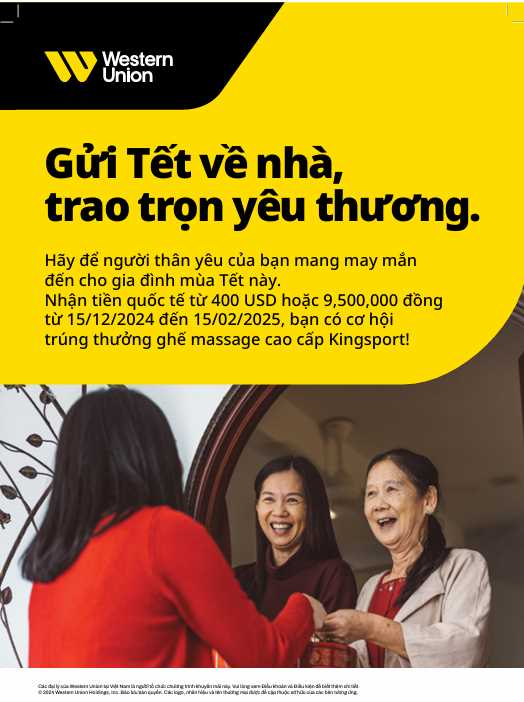 Western
Union
Gửi Tết về nhà,
trao trọn yêu thương.
Hãy để người thân yêu của bạn mang may mắn
đến cho gia đình mùa Tết này.
Nhận tiền quốc tế từ 400 USD hoặc 9,500,000 đồng
từ 15/12/2024 đến 15/02/2025, bạn có cơ hội
trúng thưởng ghế massage cao cấp Kingsport!
Các đại lý của Western Union tại Việt Nam là người tổ chức chương trình khuyến mãi này. Vui lòng xem Điều khoản và Điều kiện để biết thêm chi tiết
© 2024 Western Union Holdings, Inc. Bảo lưu bản quyền. Các logo, nhãn hiệu và tên thương mại được đề cập thuộc sở hữu của các bên tương ứng.